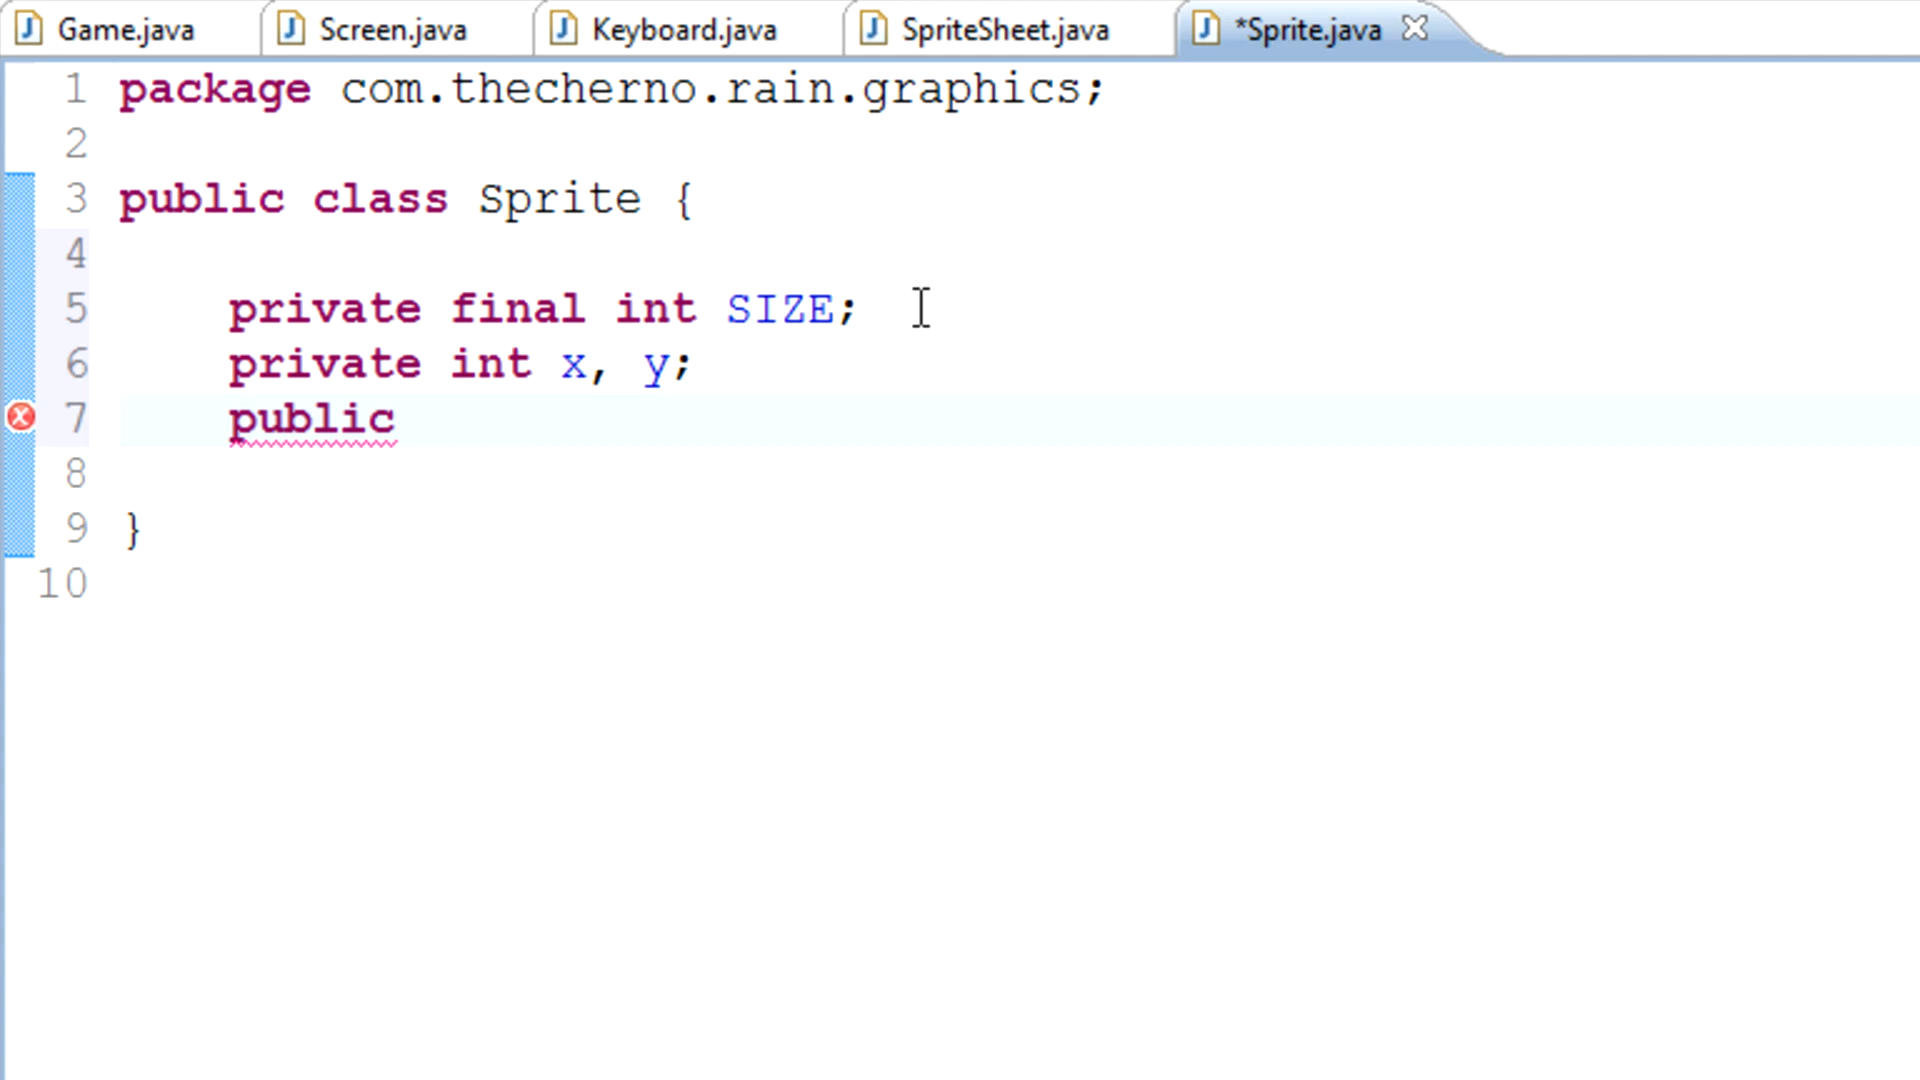 Game.java Screen.java Keyboard.java SpriteSheet.java *Sprite.java
1 package com.thecherno.rain.graphics;
2
3 public class Sprite {
4
5 private final int SIZE;
6 private int x, y;
7 public
8
9 }
10